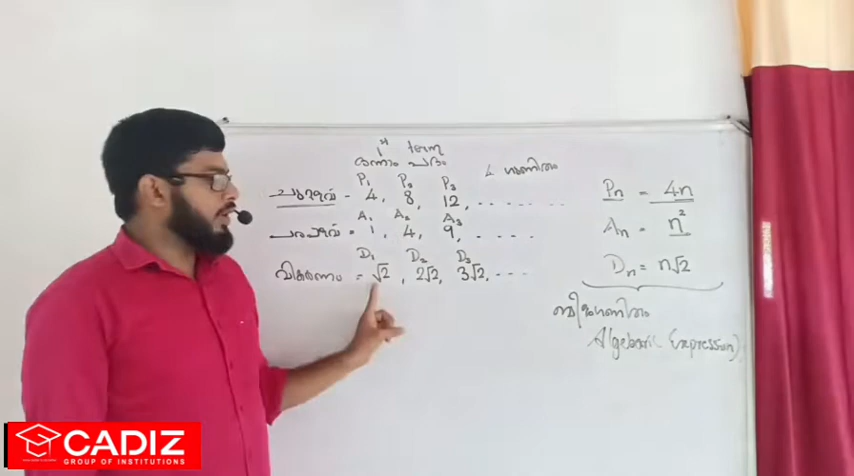 1st term
ഒന്നാം പദം
P₁ P₂ P₃
ചുറ്റളവ് - 4, 8, 12, - - - - - -
A₁ A₂ A₃
പരപ്പളവ് = 1, 4, 9, - - - -
D₁ D₂ D₃
വികർണം = √2, 2√2, 3√2, - - -
Pn = 4n
An = n²
Dn = n√2
ബീജഗണിതം
Algebraic Expression)
CADIZ
GROUP OF INSTITUTIONS